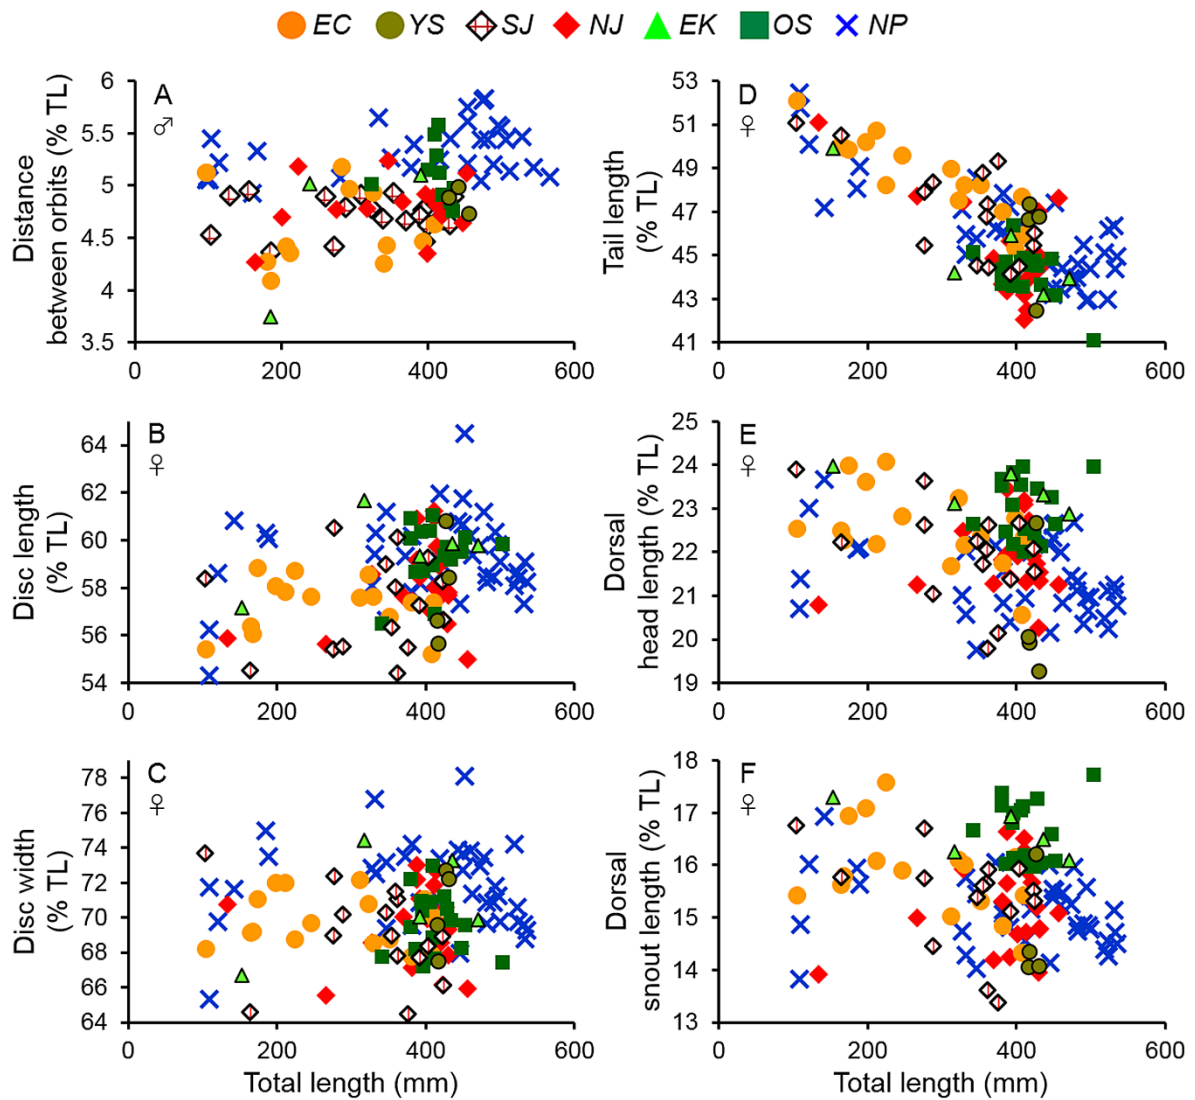 EC YS SJ NJ EK OS NP
A
♂
Distance
between orbits (% TL)
6
5.5
5
4.5
4
3.5
0 200 400 600
D
♀
Tail length
(% TL)
53
51
49
47
45
43
41
0 200 400 600
B
♀
Disc length
(% TL)
64
62
60
58
56
54
0 200 400 600
E
♀
Dorsal
head length (% TL)
25
24
23
22
21
20
19
0 200 400 600
C
♀
Disc width
(% TL)
78
76
74
72
70
68
66
64
0 200 400 600
Total length (mm)
F
♀
Dorsal
snout length (% TL)
18
17
16
15
14
13
0 200 400 600
Total length (mm)